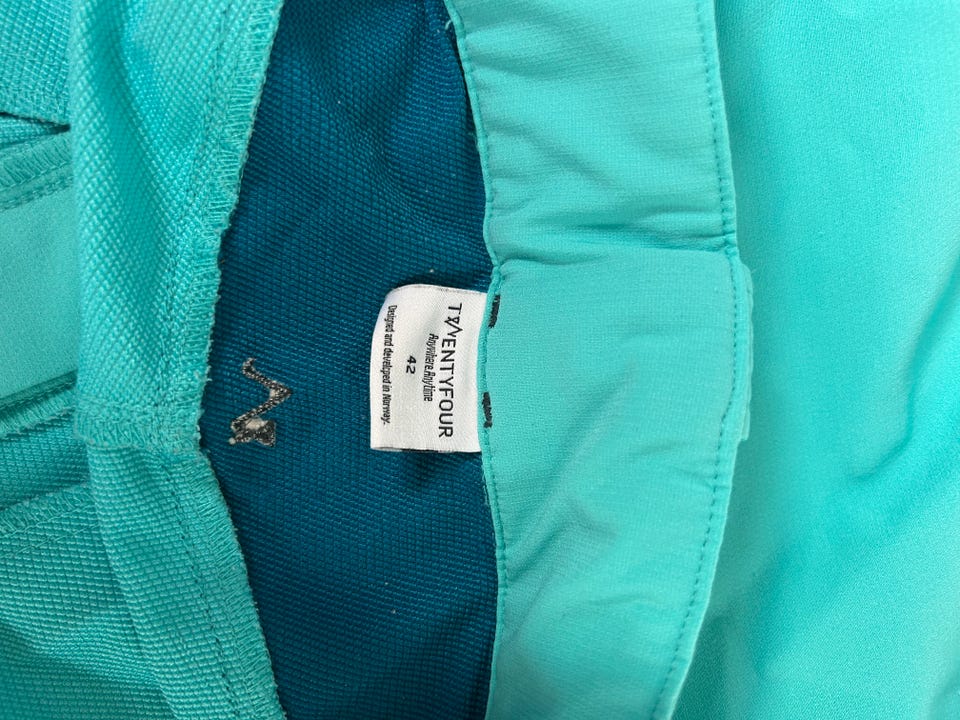 TWENTYFOUR
Anywhere.Anytime
42
Designed and developed in Norway.